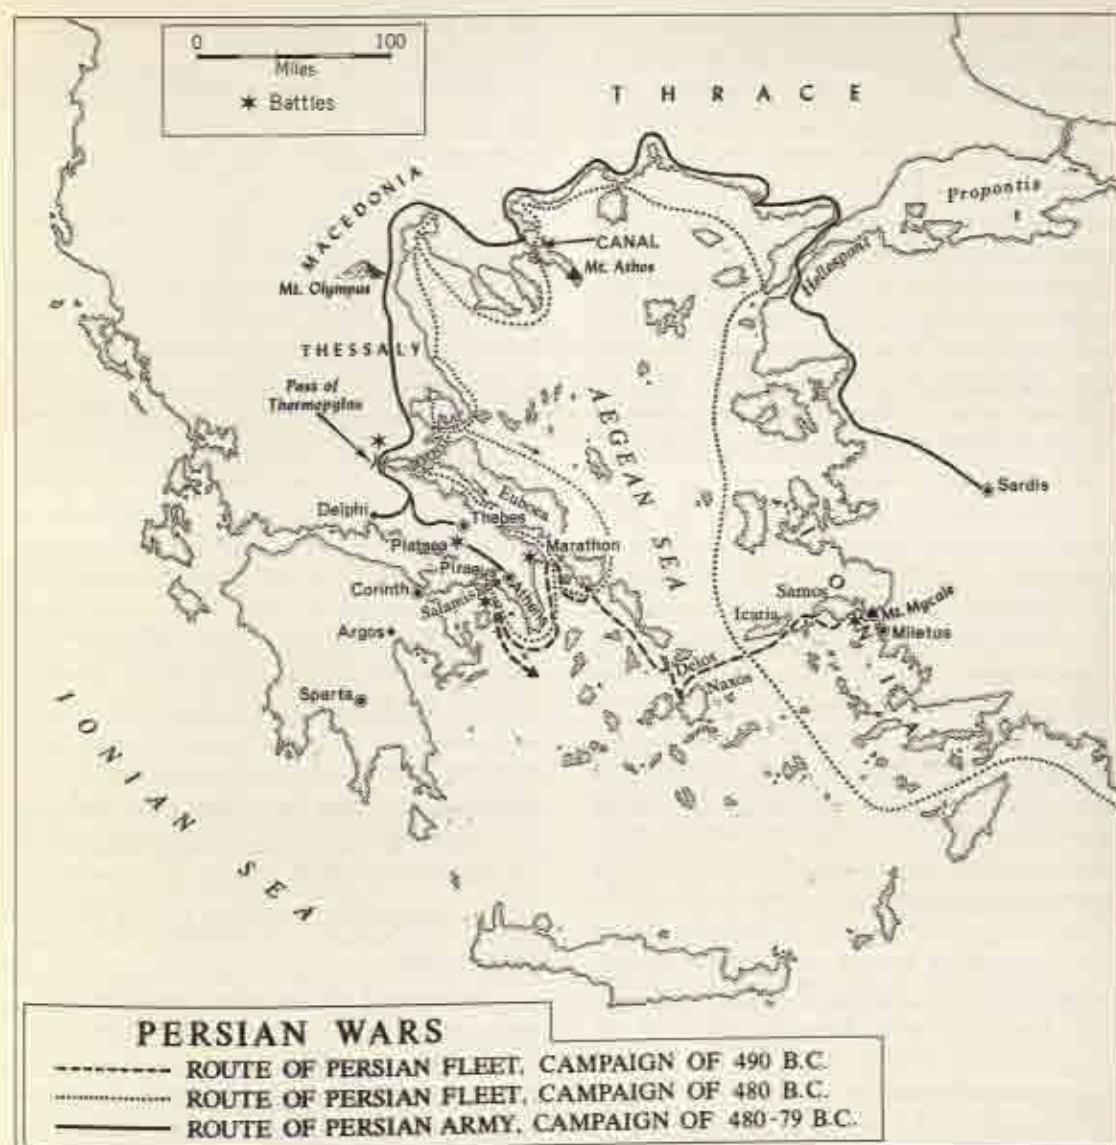 0 100
Miles
★ Battles
THRACE
MACEDONIA
Propontis
CANAL
Mt. Athos
Hellespont
Mt. Olympus
THESSALY
Pass of
Thermopylae
AEGEAN SEA
Sardis
Euboea
Delphi
Thebes
Plataea
Marathon
Piraeus
Athens
Corinth
Salamis
Samos
Icaria
Mt. Mycale
Miletus
Argos
Delos
Naxos
Sparta
IONIA
IONIAN SEA
PERSIAN WARS
ROUTE OF PERSIAN FLEET, CAMPAIGN OF 490 B.C.
ROUTE OF PERSIAN FLEET, CAMPAIGN OF 480 B.C.
ROUTE OF PERSIAN ARMY, CAMPAIGN OF 480-79 B.C.